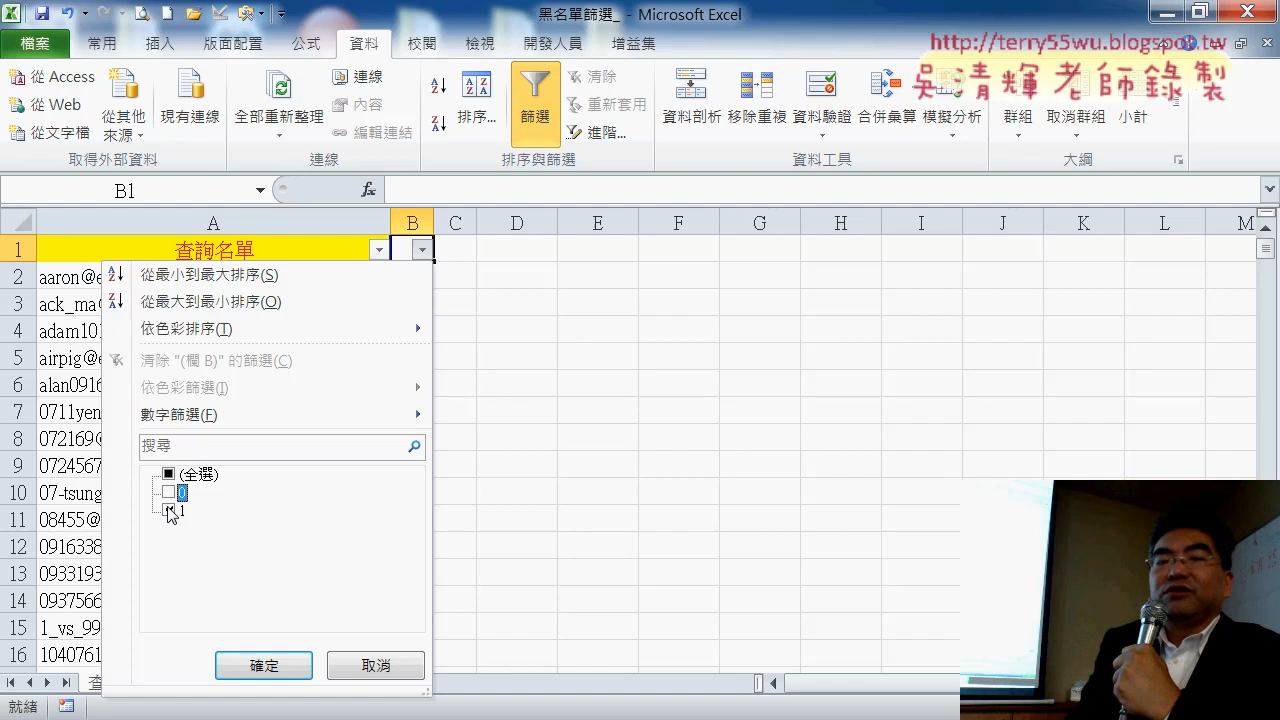 黑名單篩選_ - Microsoft Excel
檔案 常用 插入 版面配置 公式 資料 校閱 檢視 開發人員 增益集
http://terry55wu.blogspot.tw
吳清輝老師錄製
從 Access
從 Web
從文字檔
從其他來源
現有連線
取得外部資料
全部重新整理
連線
內容
編輯連結
連線
排序...
篩選
清除
重新套用
進階...
排序與篩選
資料剖析 移除重複 資料驗證 合併彙算 模擬分析
資料工具
群組 取消群組 小計
大綱
B1
fx
A B C D E F G H I J K L M
1 查詢名單
2 aaron@e
3 ack_ma
4 adam101
5 airpig@
6 alan0916
7 0711yen
8 072169@
9 0724567
10 07-tsung
11 08455@
12 0916338
13 0933193
14 0937566
15 1_vs_99
16 1040761
從最小到最大排序(S)
從最大到最小排序(O)
依色彩排序(T)
清除 "(欄 B)" 的篩選(C)
依色彩篩選(I)
數字篩選(F)
搜尋
(全選)
0
1
確定 取消
就緒